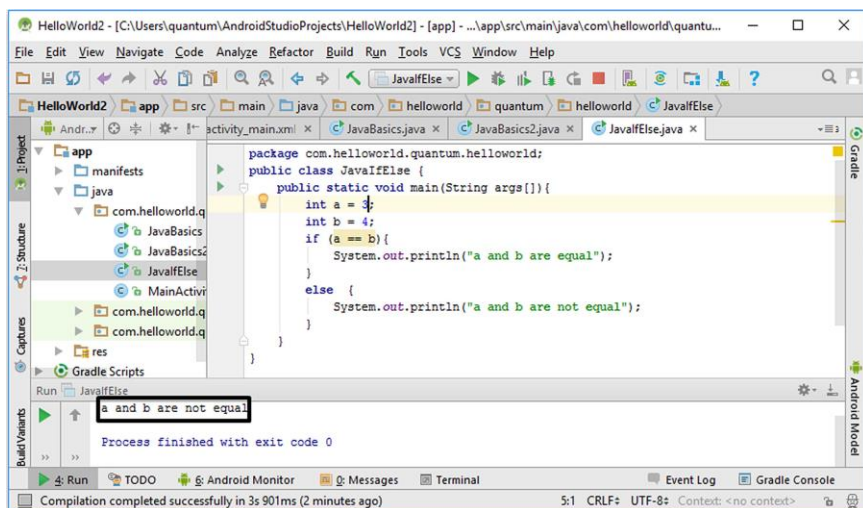 HelloWorld2 - [C:\Users\quantum\AndroidStudioProjects\HelloWorld2] - [app] - ...\app\src\main\java\com\helloworld\quantu...
File Edit View Navigate Code Analyze Refactor Build Run Tools VCS Window Help
JavaIfElse
HelloWorld2 app src main java com helloworld quantum helloworld JavaIfElse
Andr.. activity_main.xml JavaBasics.java JavaBasics2.java JavaIfElse.java
1: Project
7: Structure
Captures
Build Variants
app
manifests
java
com.helloworld.q
JavaBasics
JavaBasics2
JavaIfElse
MainActivi
com.helloworld.q
com.helloworld.q
res
Gradle Scripts
package com.helloworld.quantum.helloworld;
public class JavaIfElse {
public static void main(String args[]){
int a = 3;
int b = 4;
if (a == b){
System.out.println("a and b are equal");
}
else {
System.out.println("a and b are not equal");
}
}
}
Gradle
Android Model
Run JavaIfElse
a and b are not equal
Process finished with exit code 0
4: Run TODO 6: Android Monitor 0: Messages Terminal Event Log Gradle Console
Compilation completed successfully in 3s 901ms (2 minutes ago) 5:1 CRLF UTF-8 Context: <no context>